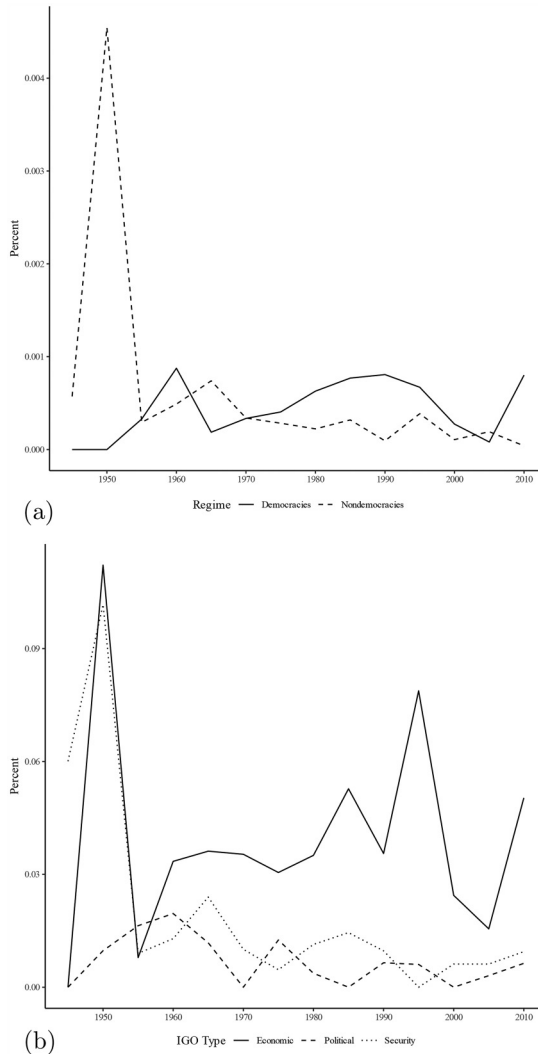 0.004
0.003
0.002
0.001
0.000
Percent
1950 1960 1970 1980 1990 2000 2010
Regime Democracies Nondemocracies
(a)
0.09
0.06
0.03
0.00
Percent
1950 1960 1970 1980 1990 2000 2010
IGO Type Economic Political Security
(b)